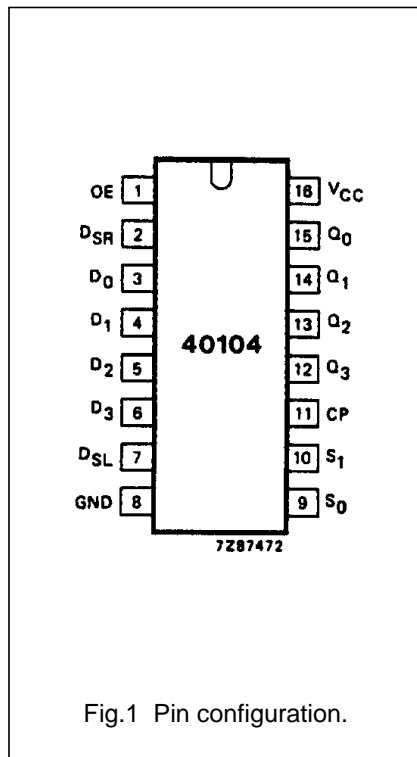 OE 1 16 VCC
DSR 2 15 Q0
D0 3 14 Q1
D1 4 13 Q2
D2 5 12 Q3
D3 6 11 CP
DSL 7 10 S1
GND 8 9 S0
40104
7Z87472
Fig.1 Pin configuration.